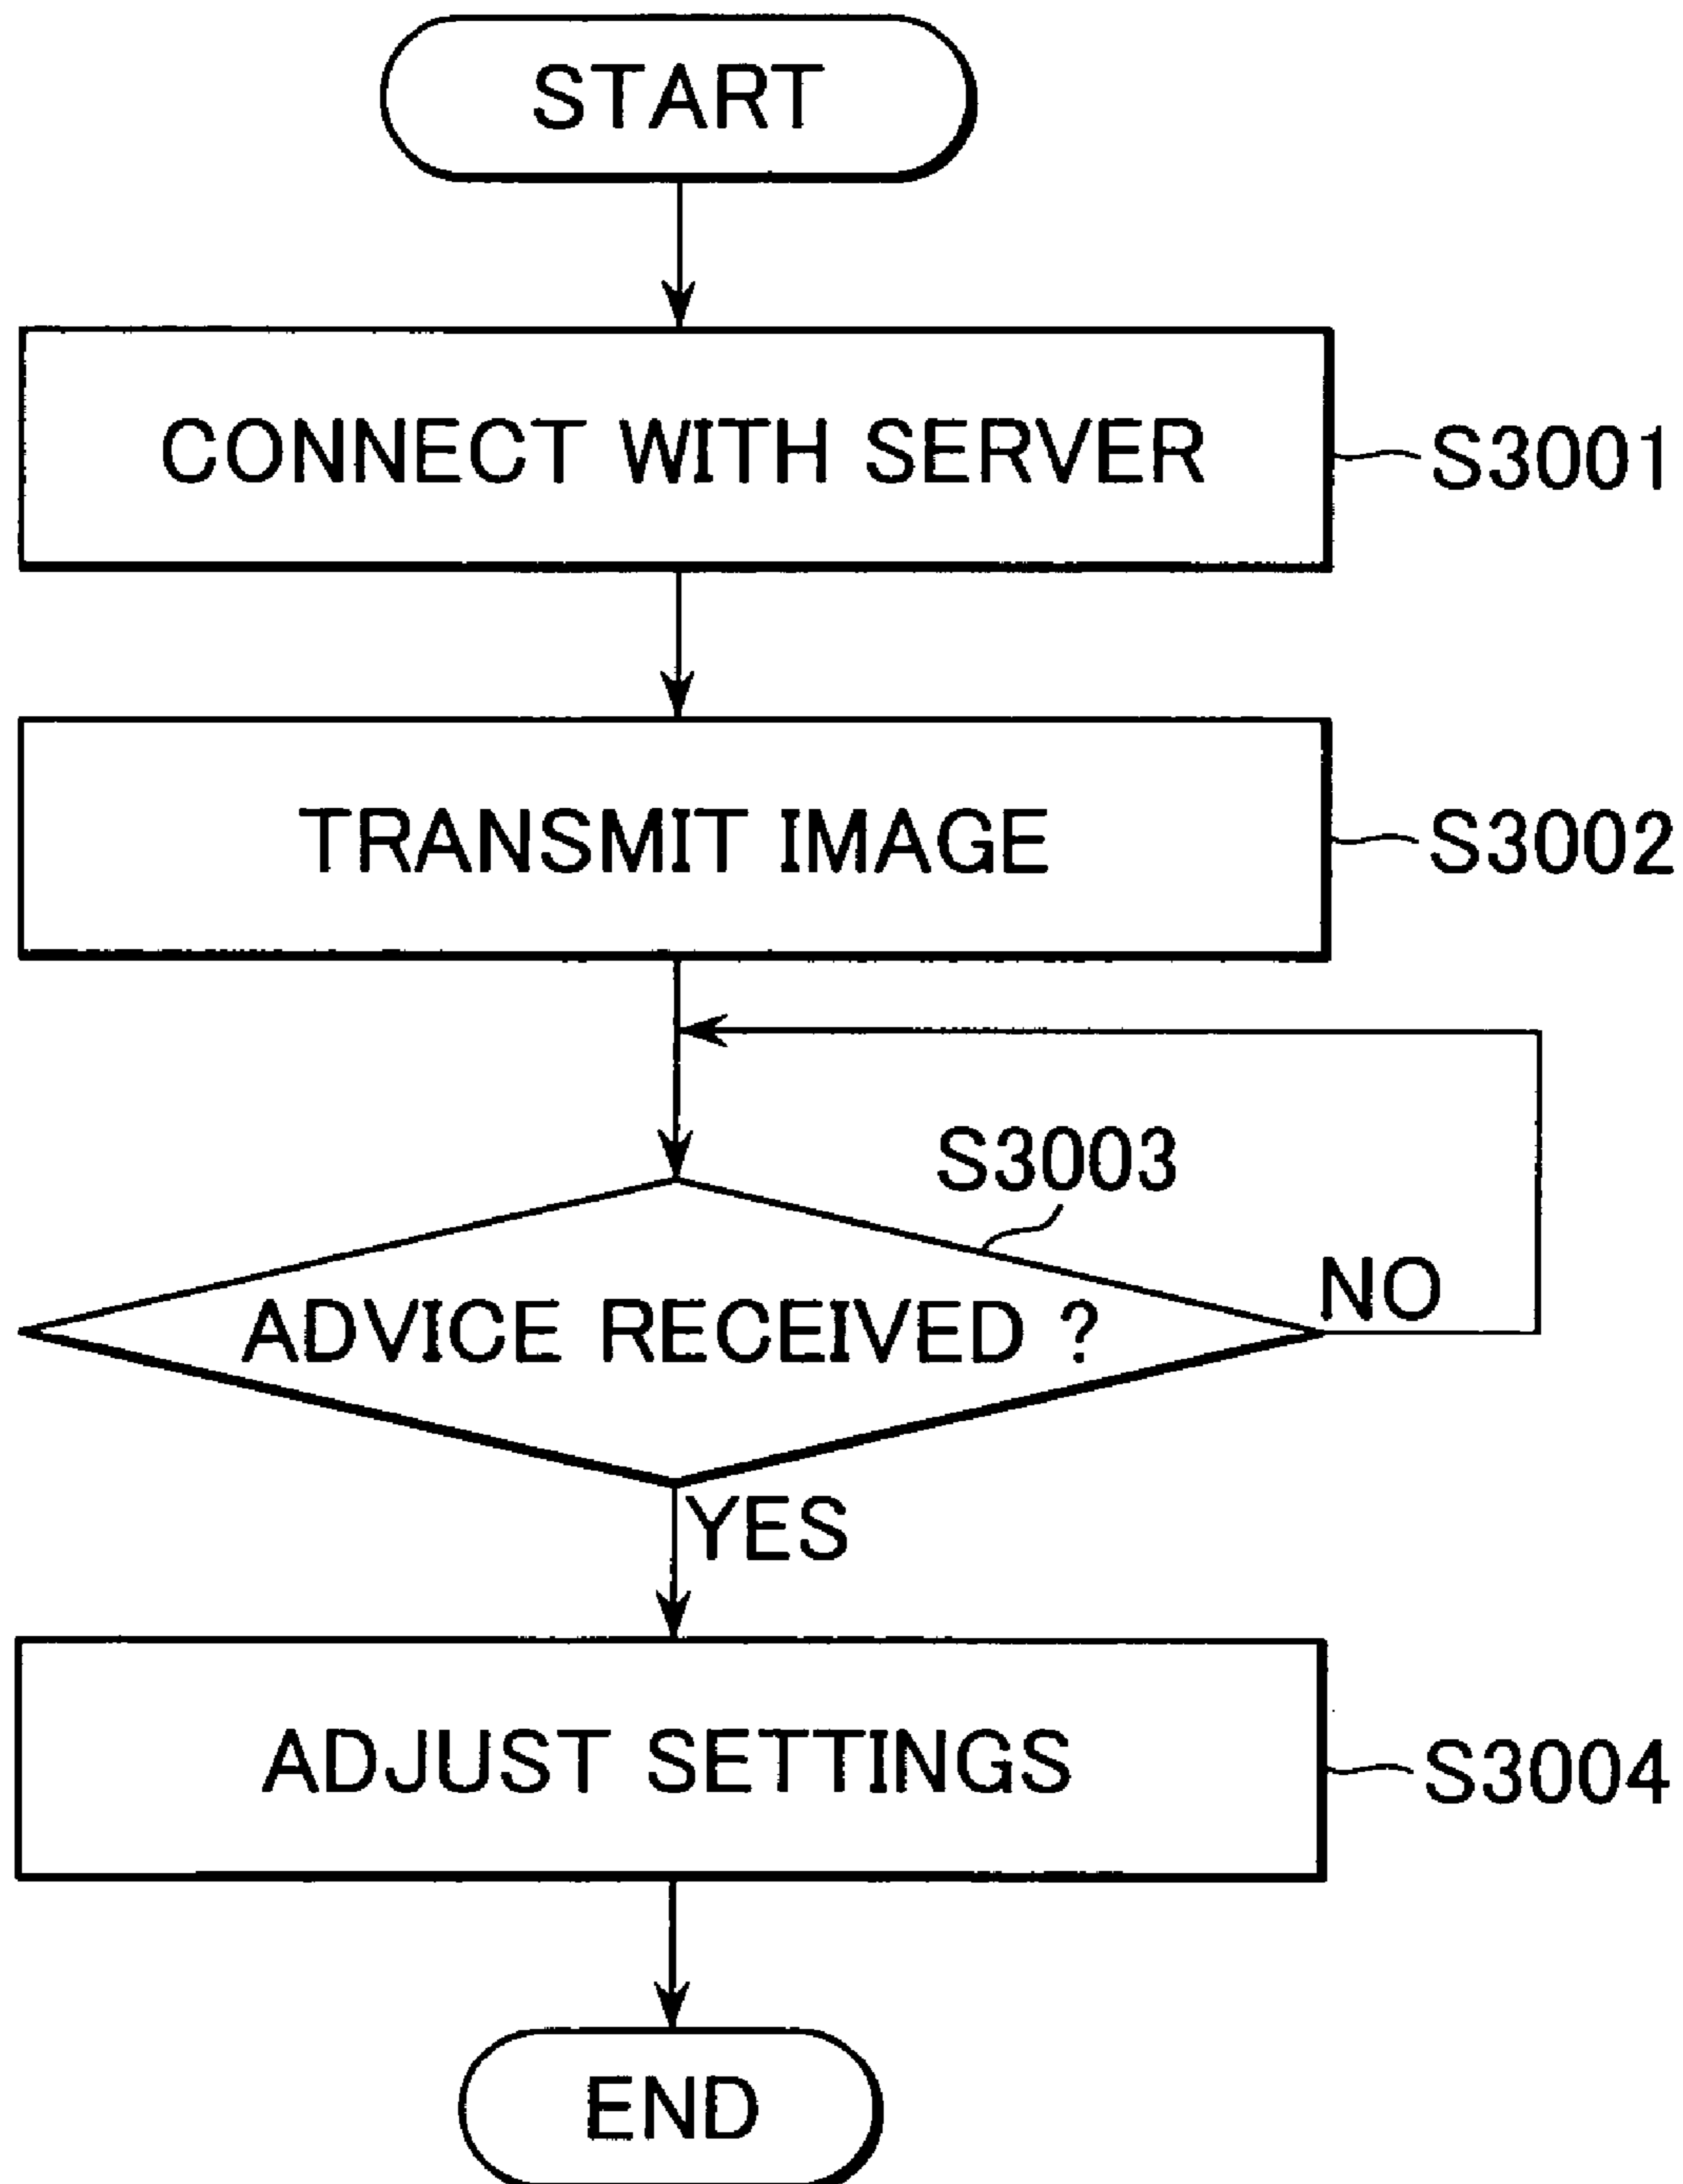 START
CONNECT WITH SERVER
S3001
TRANSMIT IMAGE
S3002
S3003
ADVICE RECEIVED ?
NO
YES
ADJUST SETTINGS
S3004
END